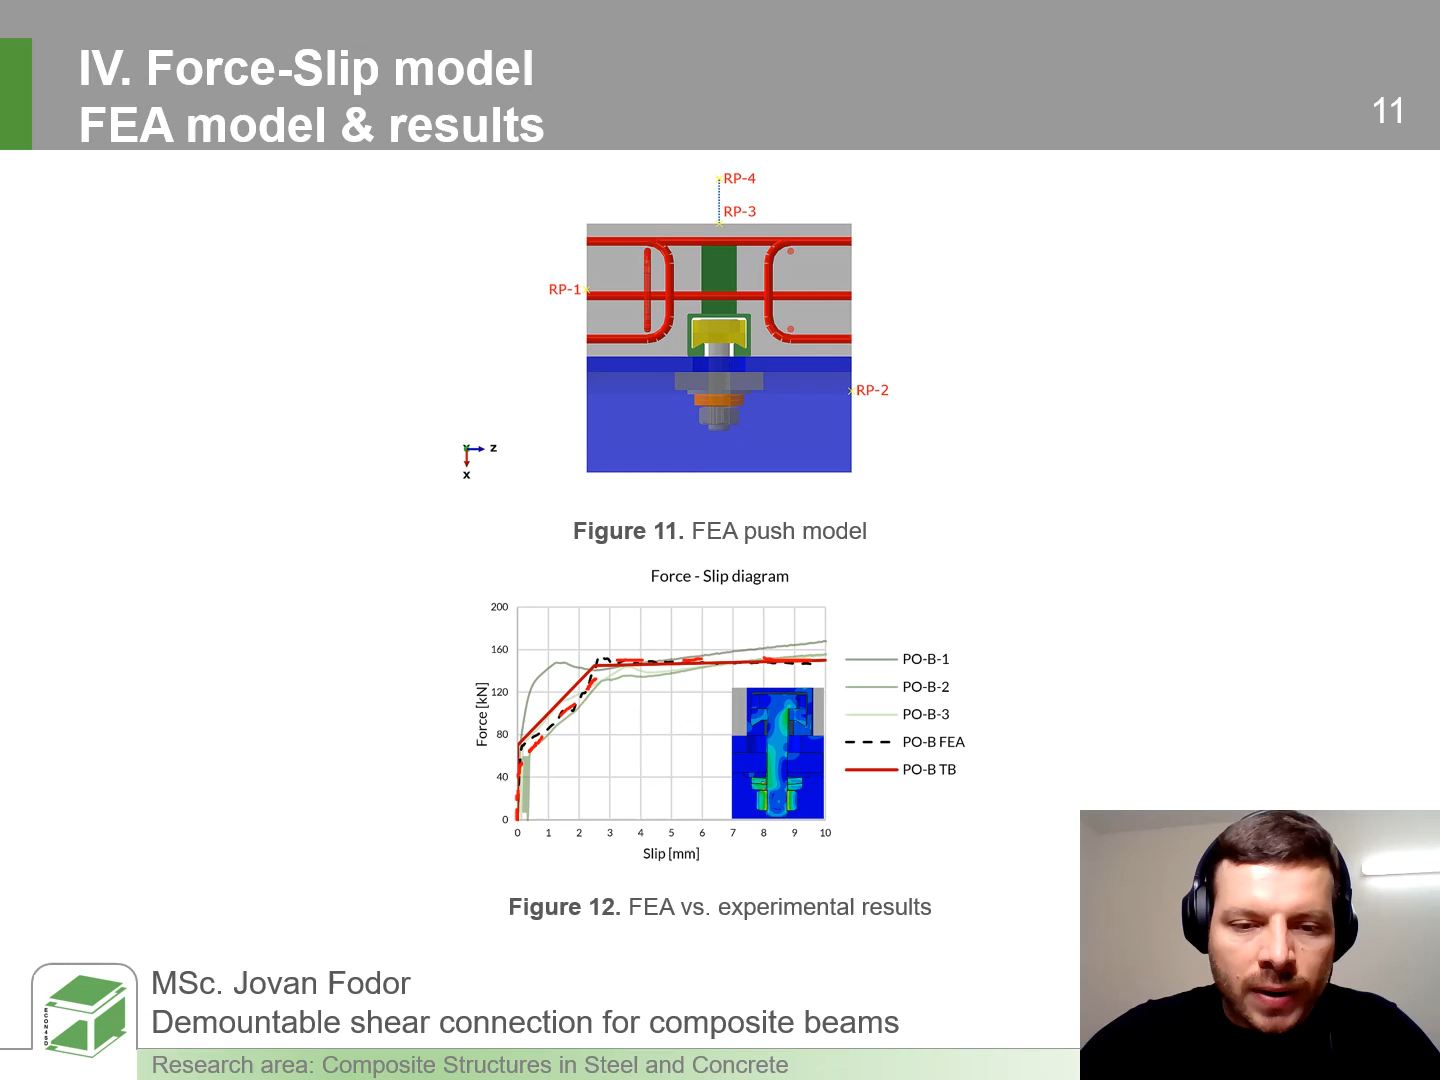 IV. Force-Slip model
FEA model & results
11
RP-4
RP-3
RP-1
RP-2
Y
z
x
Figure 11. FEA push model
Force - Slip diagram
200
160
120
80
40
0
Force [kN]
0 1 2 3 4 5 6 7 8 9 10
Slip [mm]
PO-B-1
PO-B-2
PO-B-3
PO-B FEA
PO-B TB
Figure 12. FEA vs. experimental results
ECON4SD
MSc. Jovan Fodor
Demountable shear connection for composite beams
Research area: Composite Structures in Steel and Concrete